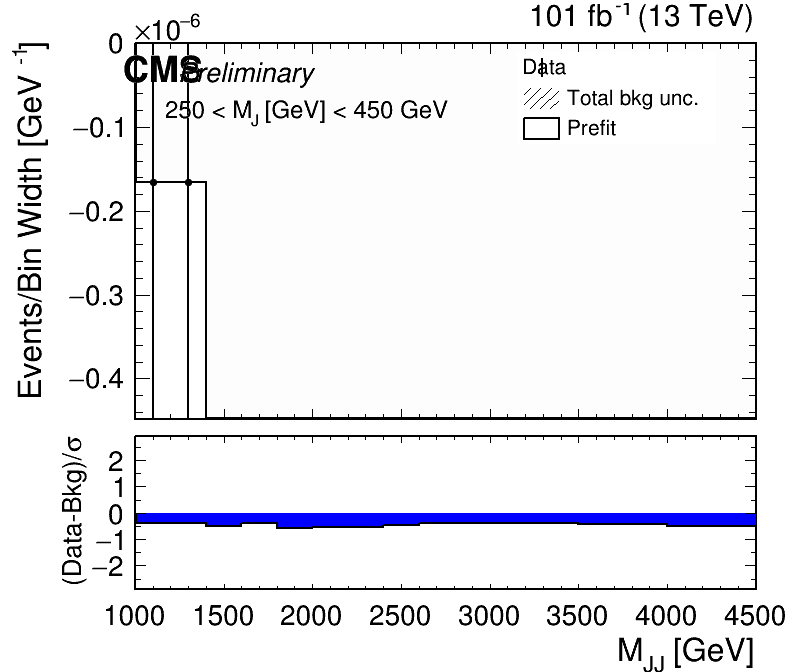 ×10⁻⁶
101 fb⁻¹ (13 TeV)
CMS Preliminary
250 < M_J [GeV] < 450 GeV
Data
Total bkg unc.
Prefit
Events/Bin Width [GeV⁻¹]
0
−0.1
−0.2
−0.3
−0.4
(Data-Bkg)/σ
2
1
0
−1
−2
1000 1500 2000 2500 3000 3500 4000 4500
M_JJ [GeV]